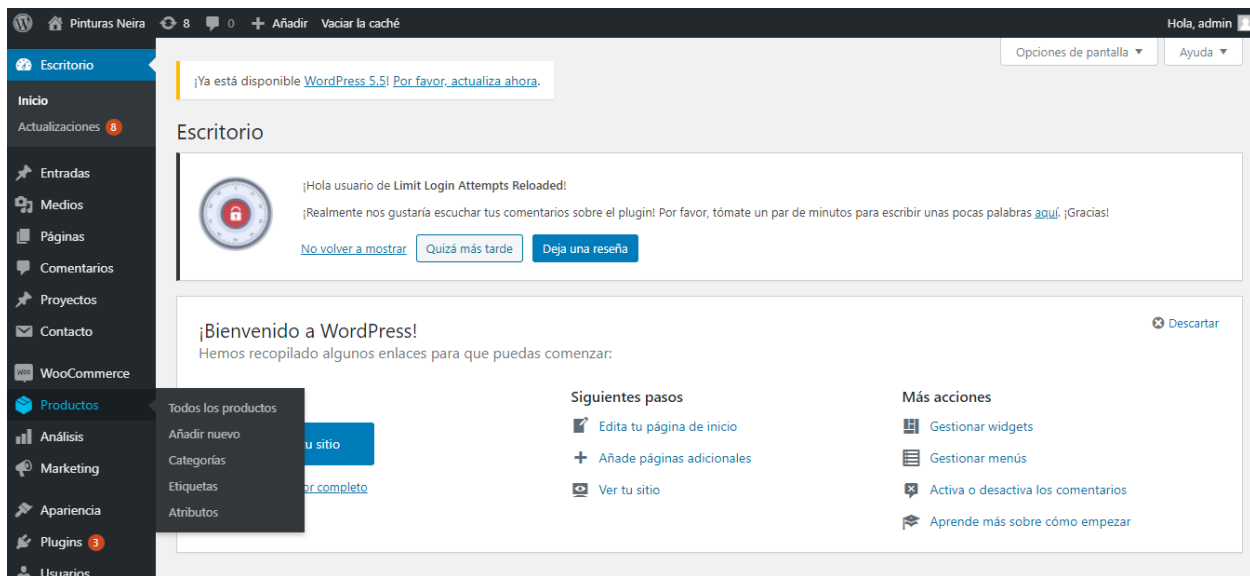 Pinturas Neira 8 0 Añadir Vaciar la caché Hola, admin
Opciones de pantalla Ayuda
Escritorio
Inicio
Actualizaciones 8
Entradas
Medios
Páginas
Comentarios
Proyectos
Contacto
WooCommerce
Productos
Análisis
Marketing
Apariencia
Plugins 3
Usuarios
Todos los productos
Añadir nuevo
Categorías
Etiquetas
Atributos
¡Ya está disponible WordPress 5.5! Por favor, actualiza ahora.
Escritorio
¡Hola usuario de Limit Login Attempts Reloaded!
¡Realmente nos gustaría escuchar tus comentarios sobre el plugin! Por favor, tómate un par de minutos para escribir unas pocas palabras aquí. ¡Gracias!
No volver a mostrar Quizá más tarde Deja una reseña
¡Bienvenido a WordPress!
Descartar
Hemos recopilado algunos enlaces para que puedas comenzar:
sitio
completo
Siguientes pasos
Edita tu página de inicio
Añade páginas adicionales
Ver tu sitio
Más acciones
Gestionar widgets
Gestionar menús
Activa o desactiva los comentarios
Aprende más sobre cómo empezar